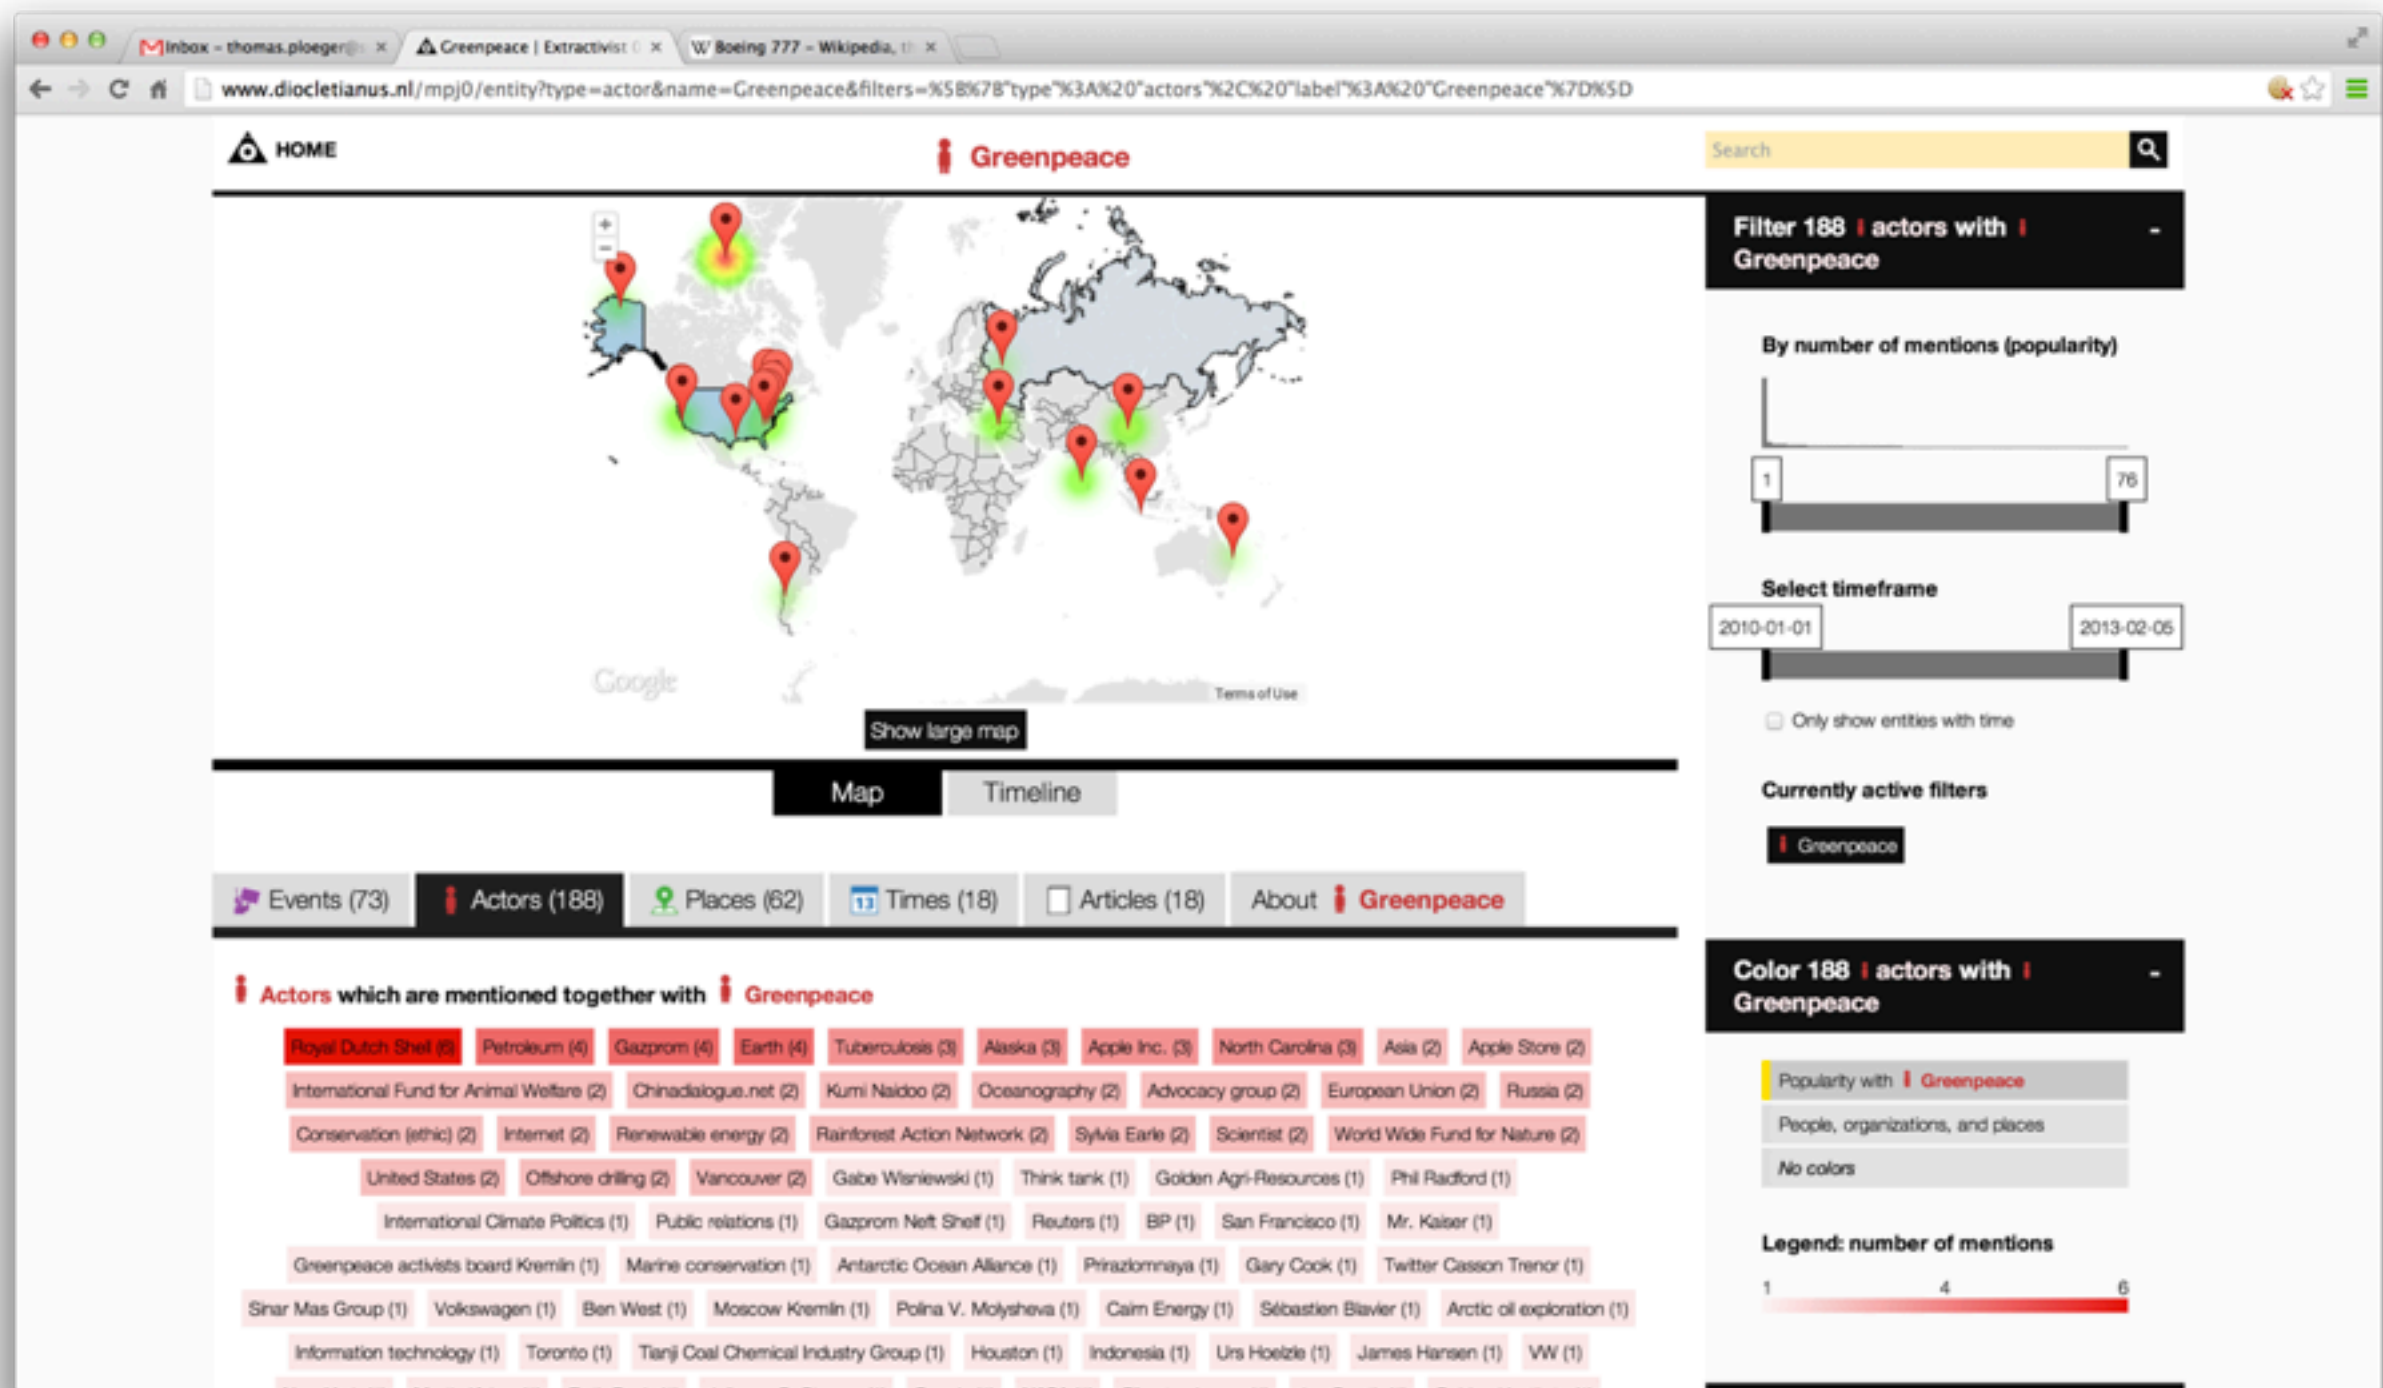 Inbox – thomas.ploeger@
Greenpeace | Extractivist
Boeing 777 – Wikipedia, th
www.diocletianus.nl/mpj0/entity?type=actor&name=Greenpeace&filters=%5B%7B"type"%3A%20"actors"%2C%20"label"%3A%20"Greenpeace"%7D%5D
HOME
Greenpeace
Search
+
−
Google
Terms of Use
Show large map
Map
Timeline
Events (73)
Actors (188)
Places (62)
13 Times (18)
Articles (18)
About Greenpeace
Actors which are mentioned together with Greenpeace
Royal Dutch Shell (6) Petroleum (4) Gazprom (4) Earth (4) Tuberculosis (3) Alaska (3) Apple Inc. (3) North Carolina (3) Asia (2) Apple Store (2)
International Fund for Animal Welfare (2) Chinadialogue.net (2) Kumi Naidoo (2) Oceanography (2) Advocacy group (2) European Union (2) Russia (2)
Conservation (ethic) (2) Internet (2) Renewable energy (2) Rainforest Action Network (2) Sylvia Earle (2) Scientist (2) World Wide Fund for Nature (2)
United States (2) Offshore drilling (2) Vancouver (2) Gabe Wisniewski (1) Think tank (1) Golden Agri-Resources (1) Phil Radford (1)
International Climate Politics (1) Public relations (1) Gazprom Neft Shelf (1) Reuters (1) BP (1) San Francisco (1) Mr. Kaiser (1)
Greenpeace activists board Kremlin (1) Marine conservation (1) Antarctic Ocean Alliance (1) Prirazlomnaya (1) Gary Cook (1) Twitter Casson Trenor (1)
Sinar Mas Group (1) Volkswagen (1) Ben West (1) Moscow Kremlin (1) Polina V. Molysheva (1) Cairn Energy (1) Sébastien Blavier (1) Arctic oil exploration (1)
Information technology (1) Toronto (1) Tianji Coal Chemical Industry Group (1) Houston (1) Indonesia (1) Urs Hoelzle (1) James Hansen (1) VW (1)
Filter 188 actors with -
Greenpeace
By number of mentions (popularity)
1 76
Select timeframe
2010-01-01 2013-02-05
Only show entities with time
Currently active filters
Greenpeace
Color 188 actors with -
Greenpeace
Popularity with Greenpeace
People, organizations, and places
No colors
Legend: number of mentions
1 4 6